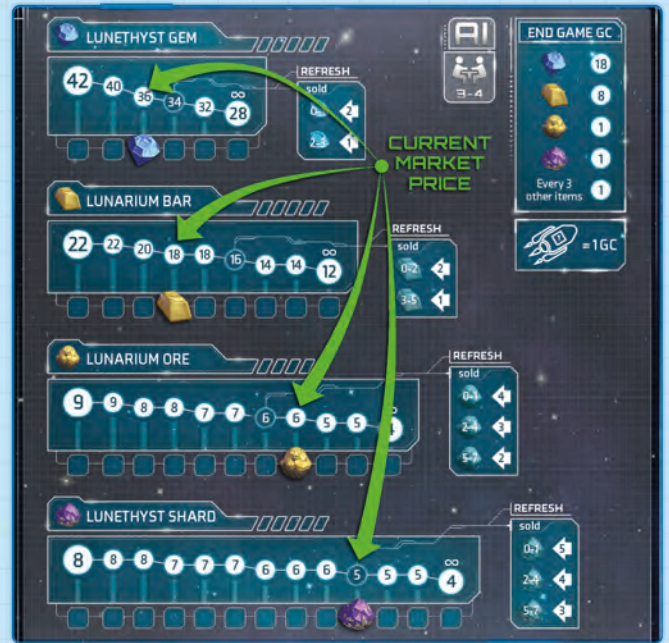 LUNETHYST GEM
42 40 36 34 32 ∞ 28
REFRESH
sold
0-1 2
2-3 1
AI
3-4
END GAME GC
18
8
1
1
Every 3 other items 1
= 1GC
CURRENT
MARKET
PRICE
LUNARIUM BAR
22 22 20 18 18 16 14 14 ∞ 12
REFRESH
sold
0-2 2
3-5 1
LUNARIUM ORE
9 9 8 8 7 7 6 6 5 5
REFRESH
sold
0-1 4
2-4 3
5-7 2
LUNETHYST SHARD
8 8 8 7 7 7 6 6 6 5 5 5 ∞ 4
REFRESH
sold
0-1 5
2-4 4
5-7 3